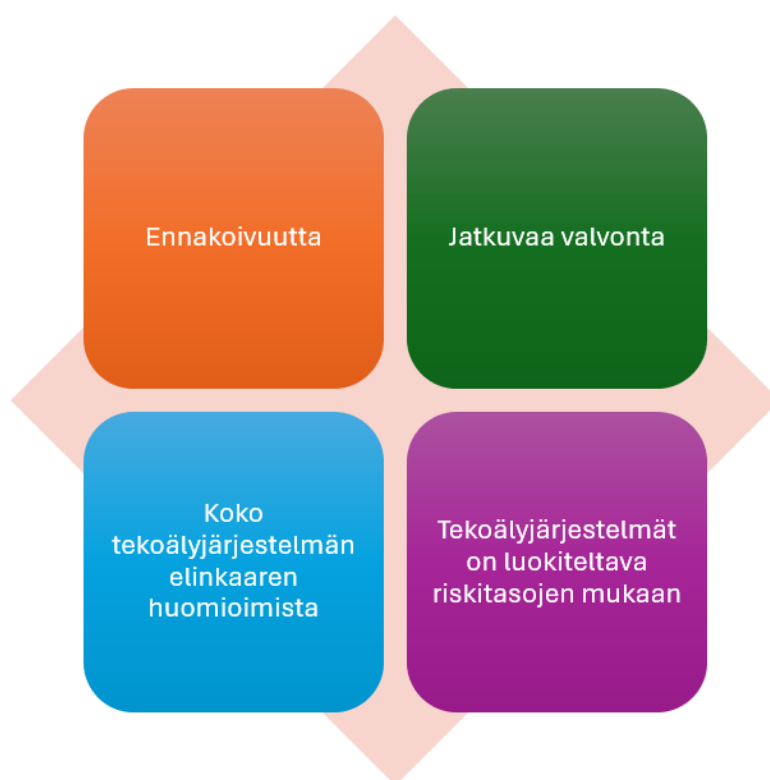 Ennakoivuutta
Jatkuvaa valvonta
Koko
tekoälyjärjestelmän
elinkaaren
huomioimista
Tekoälyjärjestelmät
on luokiteltava
riskitasojen mukaan